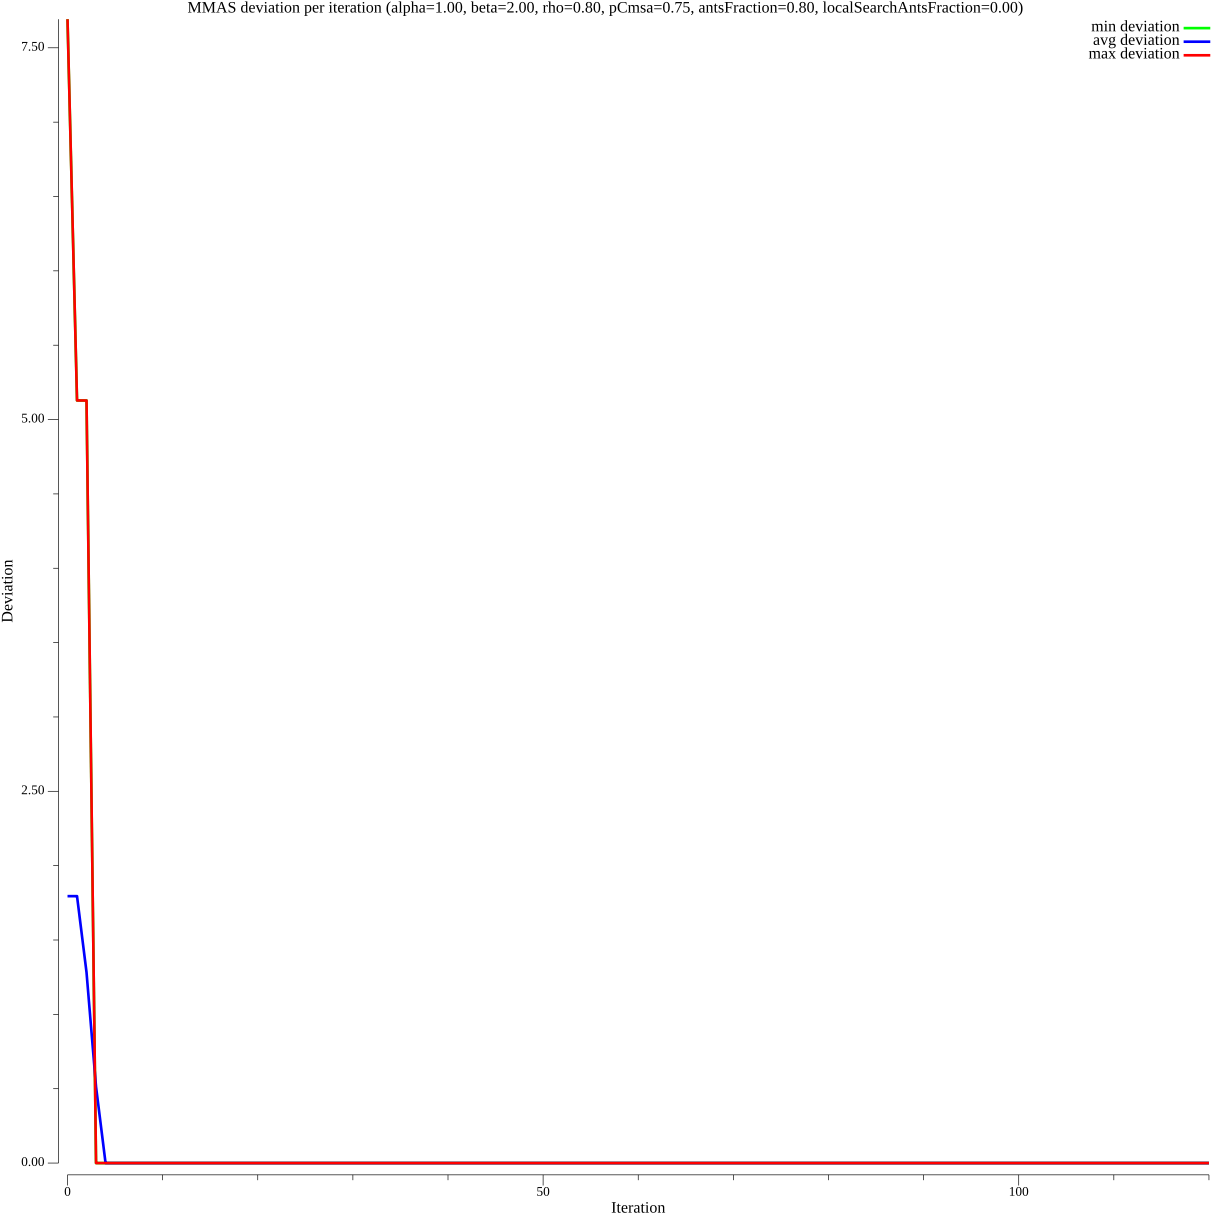 MMAS deviation per iteration (alpha=1.00, beta=2.00, rho=0.80, pCmsa=0.75, antsFraction=0.80, localSearchAntsFraction=0.00)
min deviation
avg deviation
max deviation
7.50
5.00
2.50
0.00
Deviation
0 50 100
Iteration